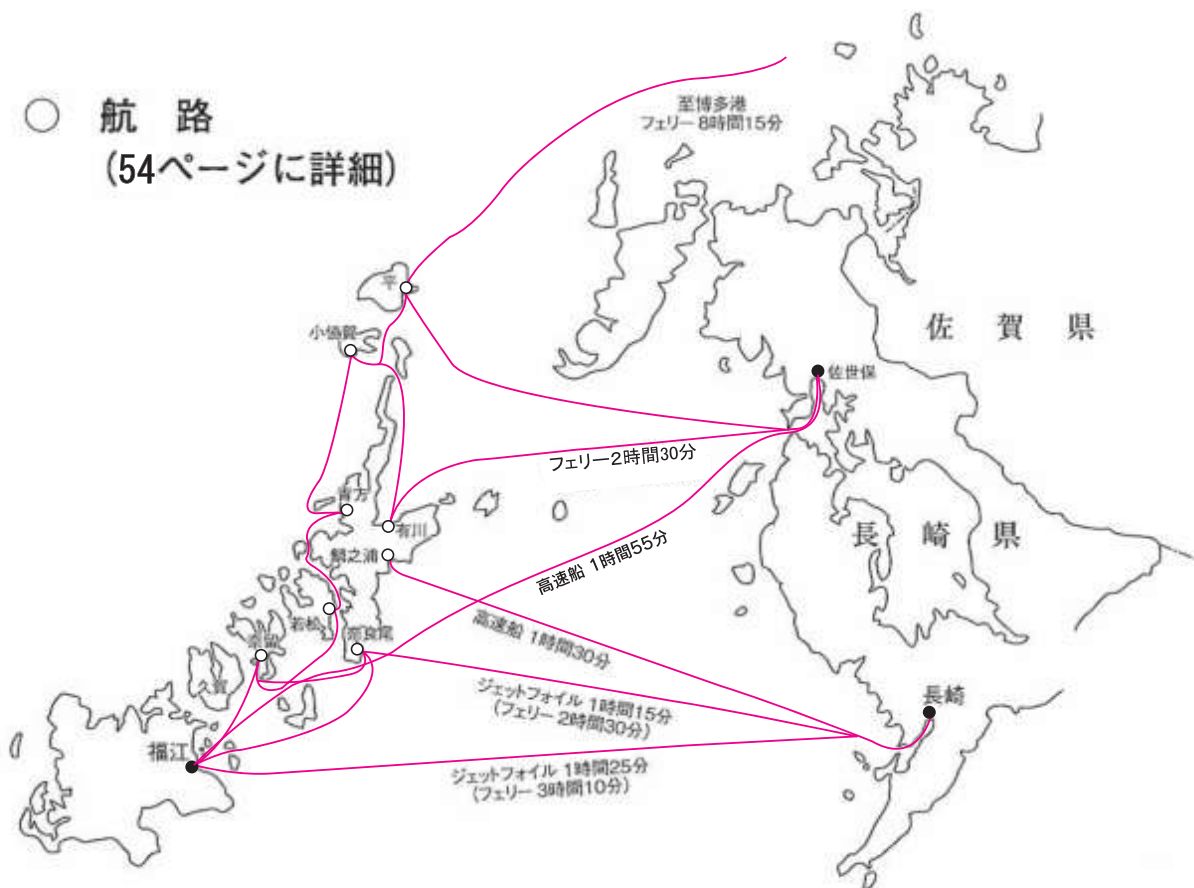 ○ 航 路
(54ページに詳細)
至博多港
フェリー 8時間15分
平
小値賀
佐賀県
佐世保
フェリー2時間30分
青方
有川
鯛之浦
長崎県
高速船 1時間55分
高速船 1時間30分
若松
奈良尾
奈留
久賀
ジェットフォイル 1時間15分
(フェリー 2時間30分)
長崎
福江
ジェットフォイル 1時間25分
(フェリー 3時間10分)